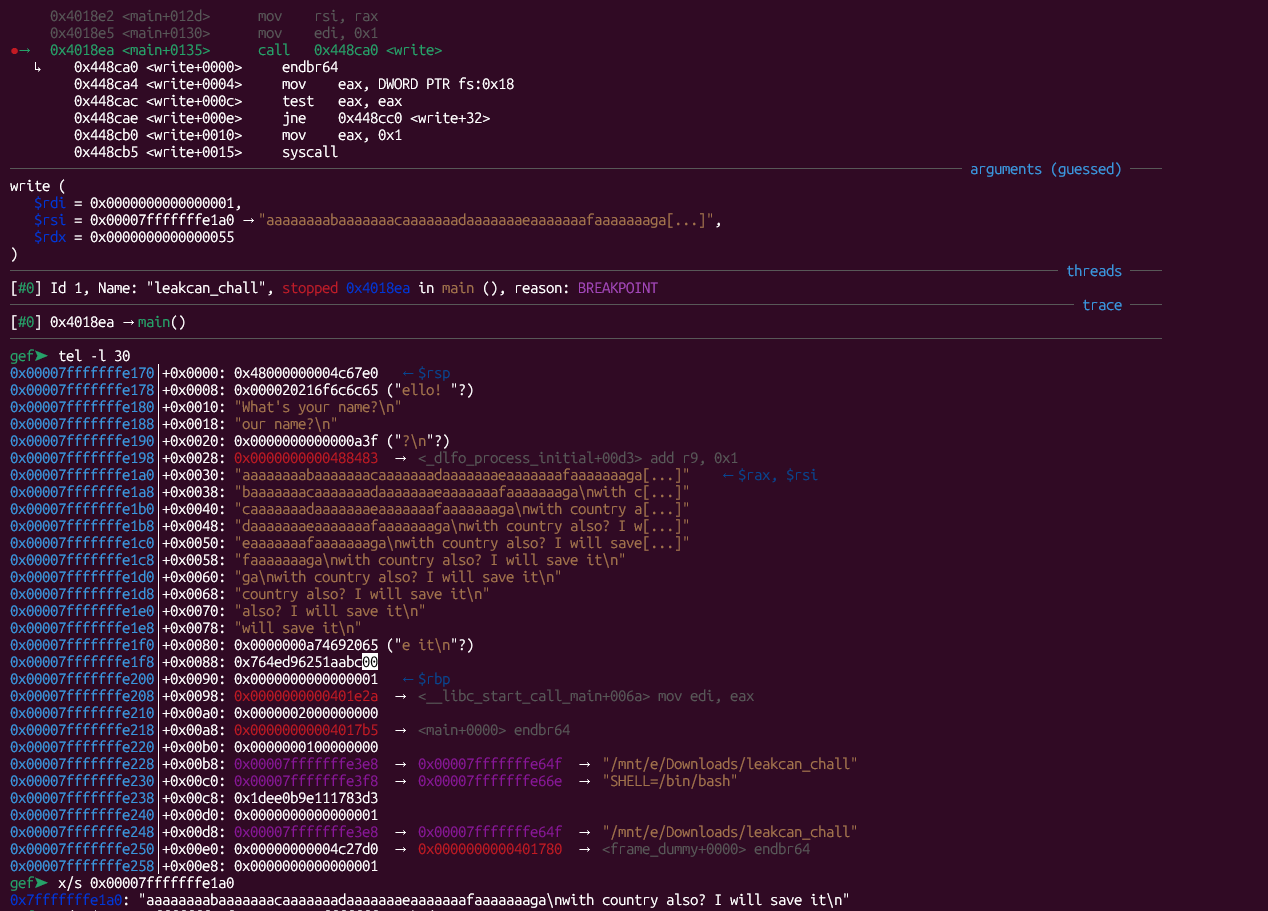 0x4018e2 <main+012d> mov rsi, rax
0x4018e5 <main+0130> mov edi, 0x1
●→ 0x4018ea <main+0135> call 0x448ca0 <write>
↳ 0x448ca0 <write+0000> endbr64
0x448ca4 <write+0004> mov eax, DWORD PTR fs:0x18
0x448cac <write+000c> test eax, eax
0x448cae <write+000e> jne 0x448cc0 <write+32>
0x448cb0 <write+0010> mov eax, 0x1
0x448cb5 <write+0015> syscall
arguments (guessed)
write (
$rdi = 0x0000000000000001,
$rsi = 0x00007fffffffe1a0 → "aaaaaaaabaaaaaaacaaaaaaadaaaaaaaeaaaaaaafaaaaaaaga[...]",
$rdx = 0x0000000000000055
)
threads
[#0] Id 1, Name: "leakcan_chall", stopped 0x4018ea in main (), reason: BREAKPOINT
trace
[#0] 0x4018ea → main()
gef➤ tel -l 30
0x00007fffffffe170│+0x0000: 0x48000000004c67e0 ← $rsp
0x00007fffffffe178│+0x0008: 0x000020216f6c6c65 ("ello! "?)
0x00007fffffffe180│+0x0010: "What's your name?\n"
0x00007fffffffe188│+0x0018: "our name?\n"
0x00007fffffffe190│+0x0020: 0x0000000000000a3f ("?\n"?)
0x00007fffffffe198│+0x0028: 0x0000000000488483 → <_dlfo_process_initial+00d3> add r9, 0x1
0x00007fffffffe1a0│+0x0030: "aaaaaaaabaaaaaaacaaaaaaadaaaaaaaeaaaaaaafaaaaaaaga[...]" ← $rax, $rsi
0x00007fffffffe1a8│+0x0038: "baaaaaaacaaaaaaadaaaaaaaeaaaaaaafaaaaaaaga\nwith c[...]"
0x00007fffffffe1b0│+0x0040: "caaaaaaadaaaaaaaeaaaaaaafaaaaaaaga\nwith country a[...]"
0x00007fffffffe1b8│+0x0048: "daaaaaaaeaaaaaaafaaaaaaaga\nwith country also? I w[...]"
0x00007fffffffe1c0│+0x0050: "eaaaaaaafaaaaaaaga\nwith country also? I will save[...]"
0x00007fffffffe1c8│+0x0058: "faaaaaaaga\nwith country also? I will save it\n"
0x00007fffffffe1d0│+0x0060: "ga\nwith country also? I will save it\n"
0x00007fffffffe1d8│+0x0068: "country also? I will save it\n"
0x00007fffffffe1e0│+0x0070: "also? I will save it\n"
0x00007fffffffe1e8│+0x0078: "will save it\n"
0x00007fffffffe1f0│+0x0080: 0x0000000a74692065 ("e it\n"?)
0x00007fffffffe1f8│+0x0088: 0x764ed96251aabc00
0x00007fffffffe200│+0x0090: 0x0000000000000001 ← $rbp
0x00007fffffffe208│+0x0098: 0x0000000000401e2a → <__libc_start_call_main+006a> mov edi, eax
0x00007fffffffe210│+0x00a0: 0x0000002000000000
0x00007fffffffe218│+0x00a8: 0x00000000004017b5 → <main+0000> endbr64
0x00007fffffffe220│+0x00b0: 0x0000000100000000
0x00007fffffffe228│+0x00b8: 0x00007fffffffe3e8 → 0x00007fffffffe64f → "/mnt/e/Downloads/leakcan_chall"
0x00007fffffffe230│+0x00c0: 0x00007fffffffe3f8 → 0x00007fffffffe66e → "SHELL=/bin/bash"
0x00007fffffffe238│+0x00c8: 0x1dee0b9e111783d3
0x00007fffffffe240│+0x00d0: 0x0000000000000001
0x00007fffffffe248│+0x00d8: 0x00007fffffffe3e8 → 0x00007fffffffe64f → "/mnt/e/Downloads/leakcan_chall"
0x00007fffffffe250│+0x00e0: 0x00000000004c27d0 → 0x0000000000401780 → <frame_dummy+0000> endbr64
0x00007fffffffe258│+0x00e8: 0x0000000000000001
gef➤ x/s 0x00007fffffffe1a0
0x7fffffffe1a0: "aaaaaaaabaaaaaaacaaaaaaadaaaaaaaeaaaaaaafaaaaaaaga\nwith country also? I will save it\n"